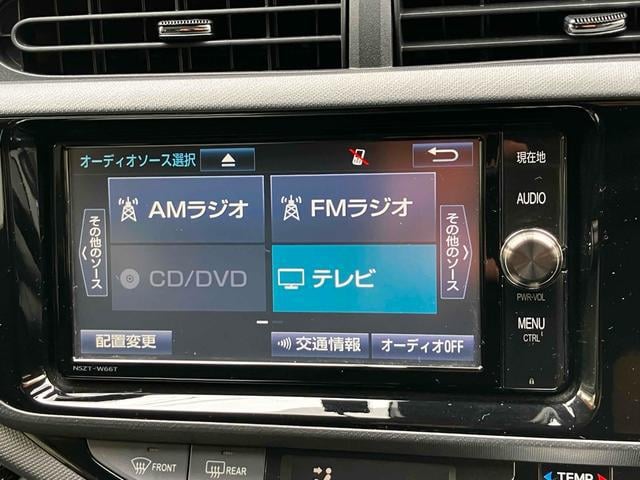 オーディオソース選択
AMラジオ
FMラジオ
その他のソース
CD/DVD
テレビ
その他のソース
配置変更
交通情報
オーディオOFF
NSZT-W66T
現在地
AUDIO
PWR・VOL
MENU
CTRL
FRONT
REAR
TEMP